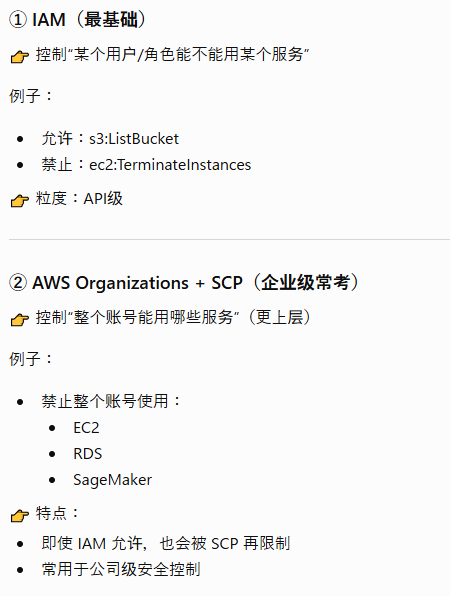 ① IAM（最基础）
👉 控制“某个用户/角色能不能用某个服务”
例子：
• 允许：s3:ListBucket
• 禁止：ec2:TerminateInstances
👉 粒度：API级
② AWS Organizations + SCP（企业级常考）
👉 控制“整个账号能用哪些服务”（更上层）
例子：
• 禁止整个账号使用：
• EC2
• RDS
• SageMaker
👉 特点：
• 即使 IAM 允许，也会被 SCP 再限制
• 常用于公司级安全控制